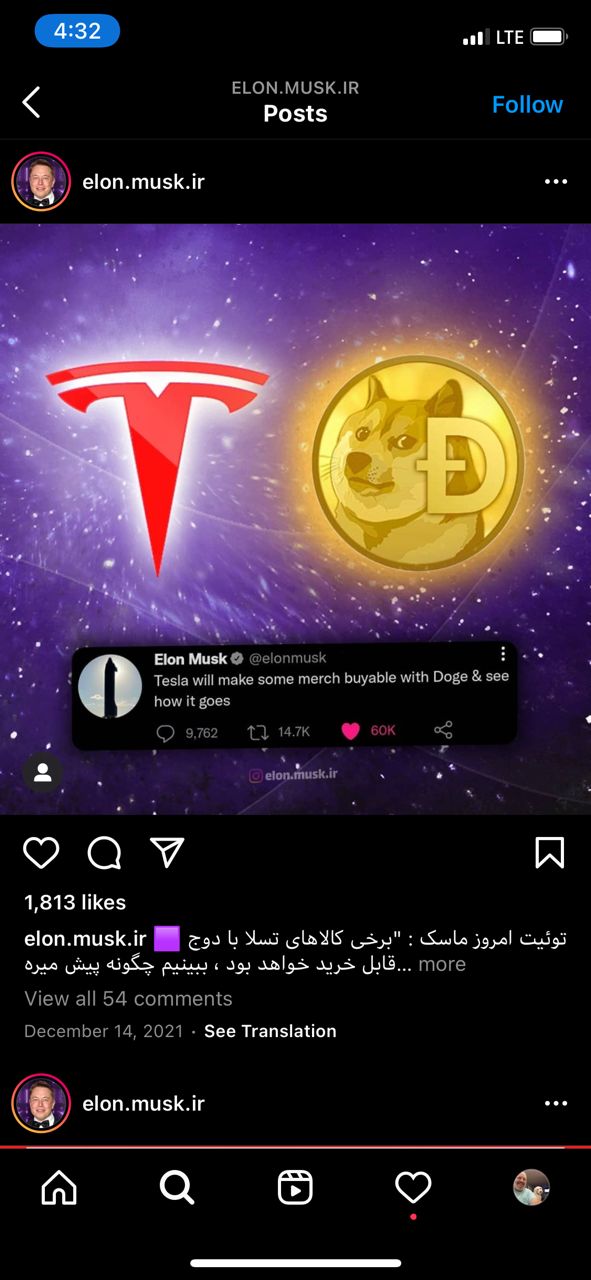 4:32
LTE
ELON.MUSK.IR
Posts
Follow
elon.musk.ir
Elon Musk @elonmusk
Tesla will make some merch buyable with Doge & see
how it goes
9,762
14.7K
60K
elon.musk.ir
1,813 likes
elon.musk.ir 🟪 توئیت امروز ماسک : "برخی کالاهای تسلا با دوج
قابل خرید خواهد بود ، ببینیم چگونه پیش میره... more
View all 54 comments
December 14, 2021 · See Translation
elon.musk.ir